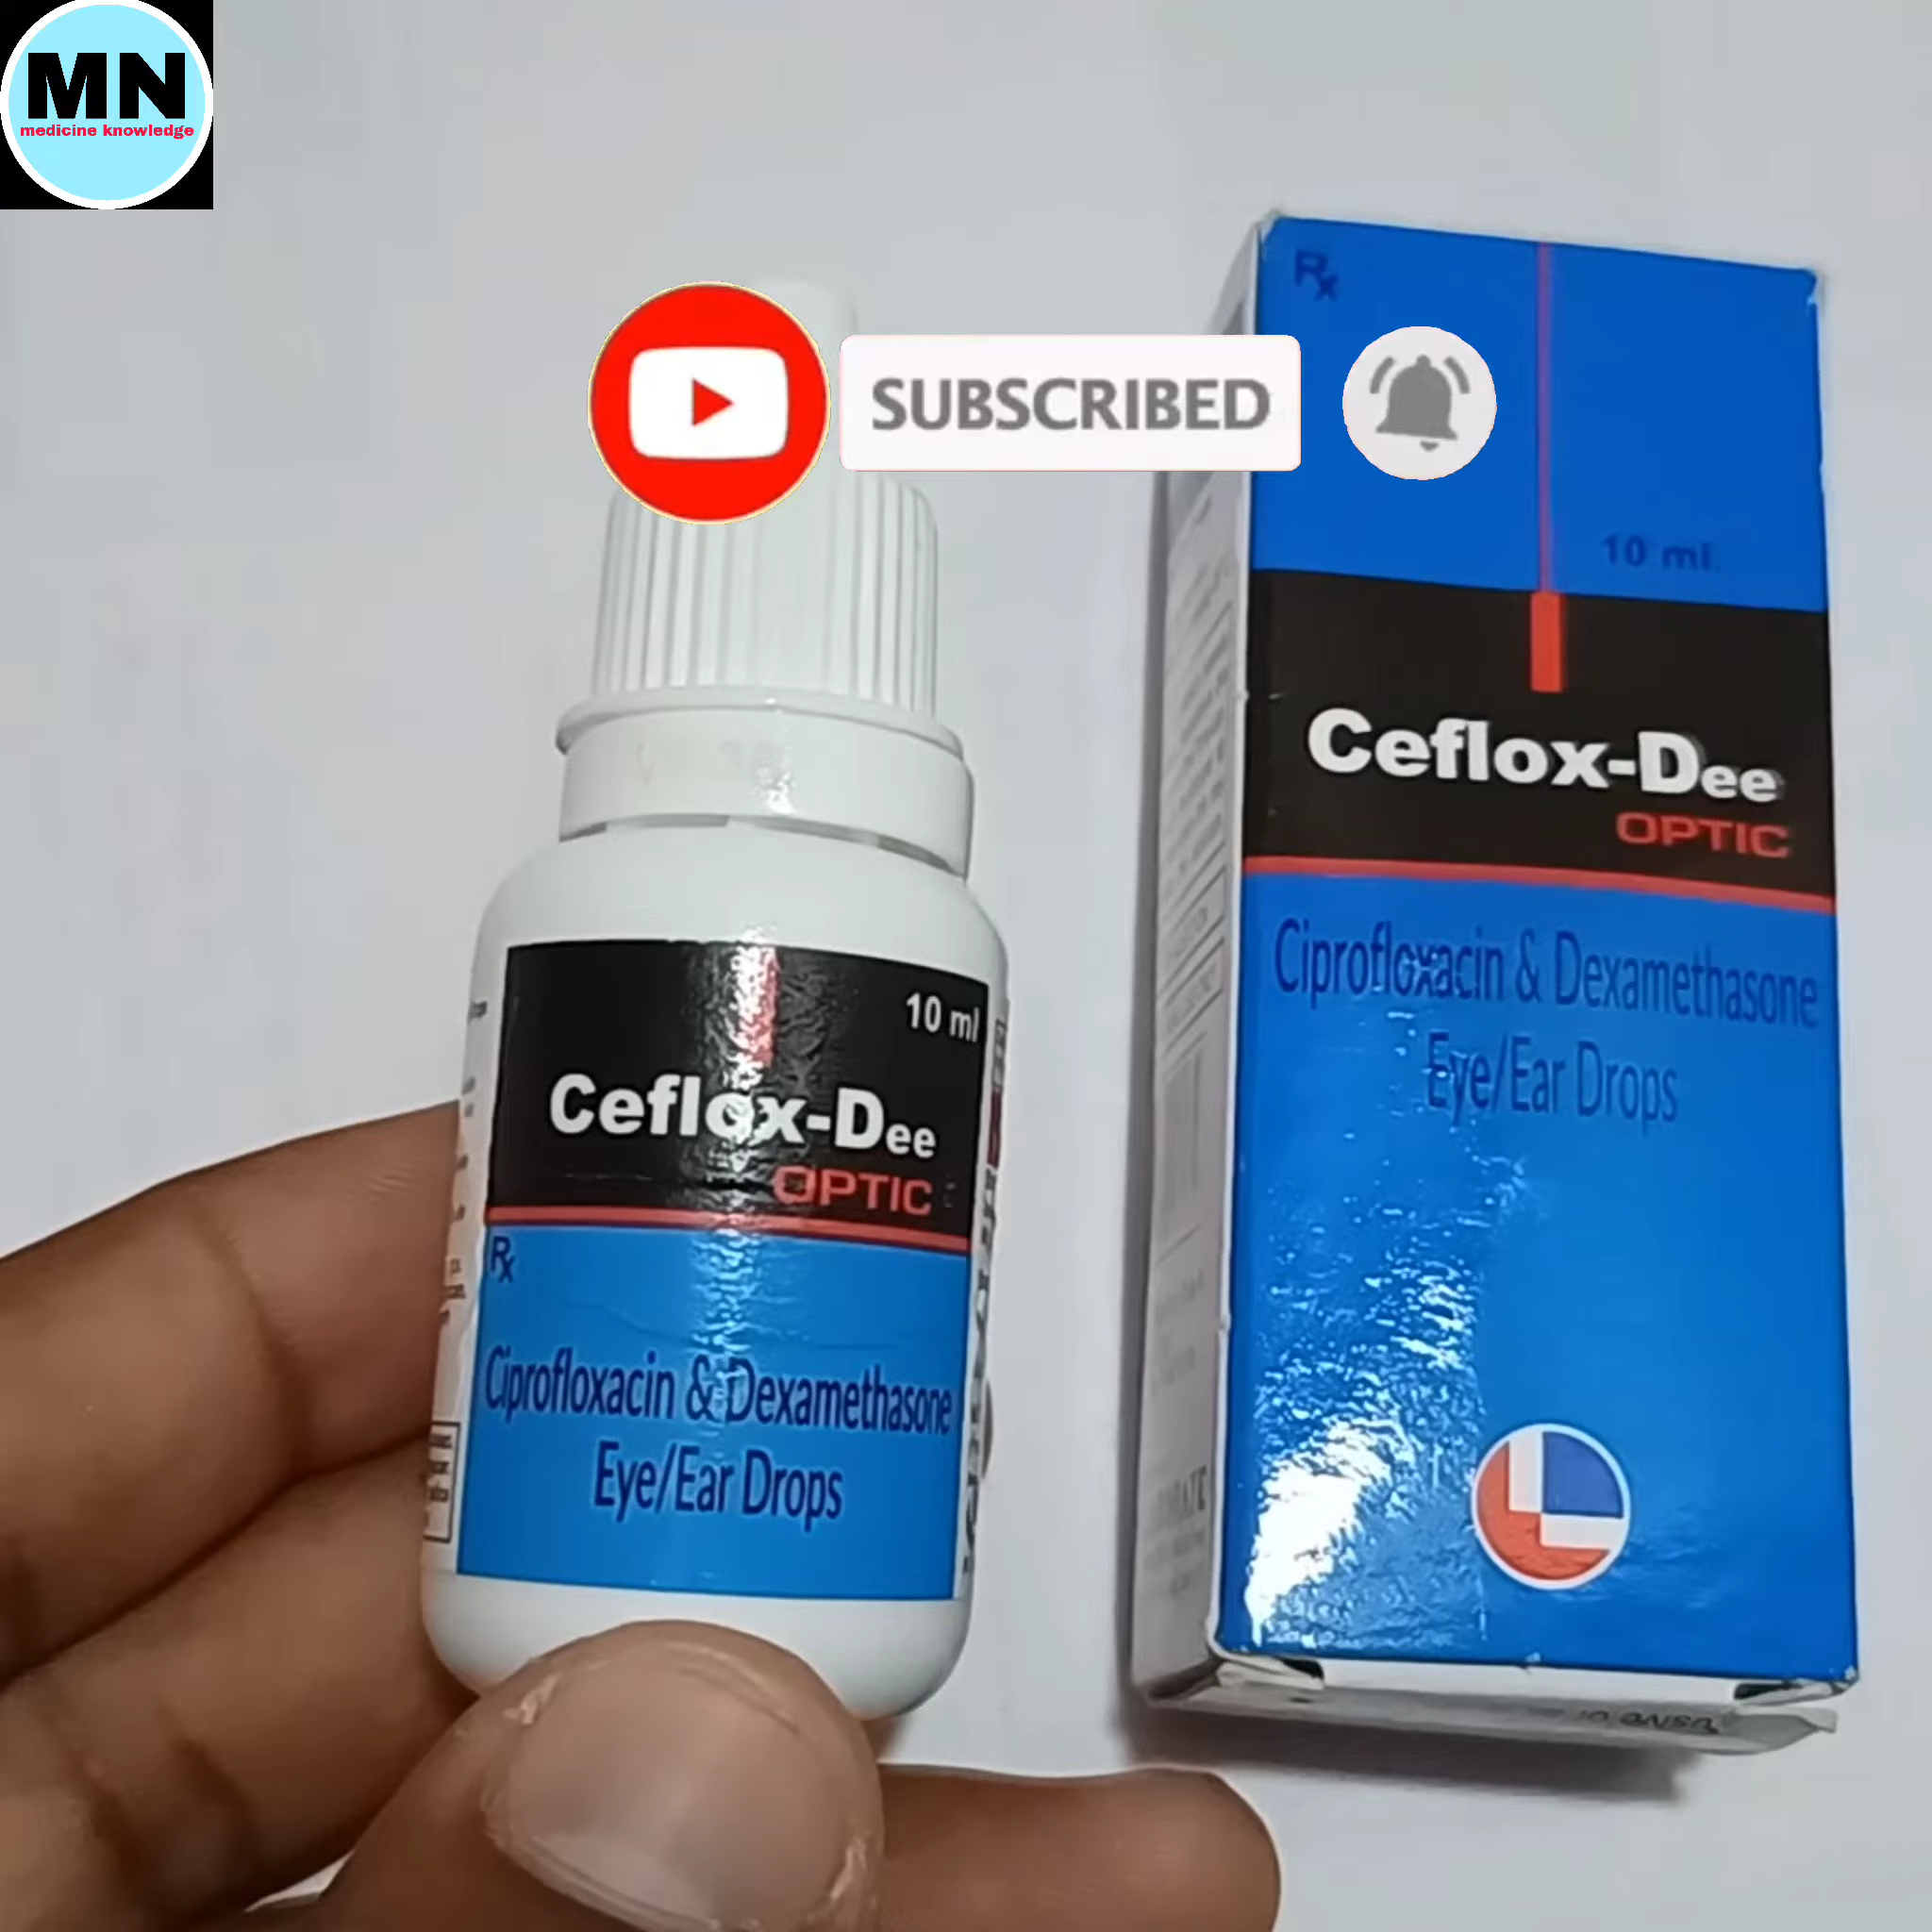 MN
medicine knowledge
SUBSCRIBED
10 ml
Ceflox-Dee
OPTIC
Rx
Ciprofloxacin & Dexamethasone
Eye/Ear Drops
Rx
10 ml.
Ceflox-Dee
OPTIC
Ciprofloxacin & Dexamethasone
Eye/Ear Drops